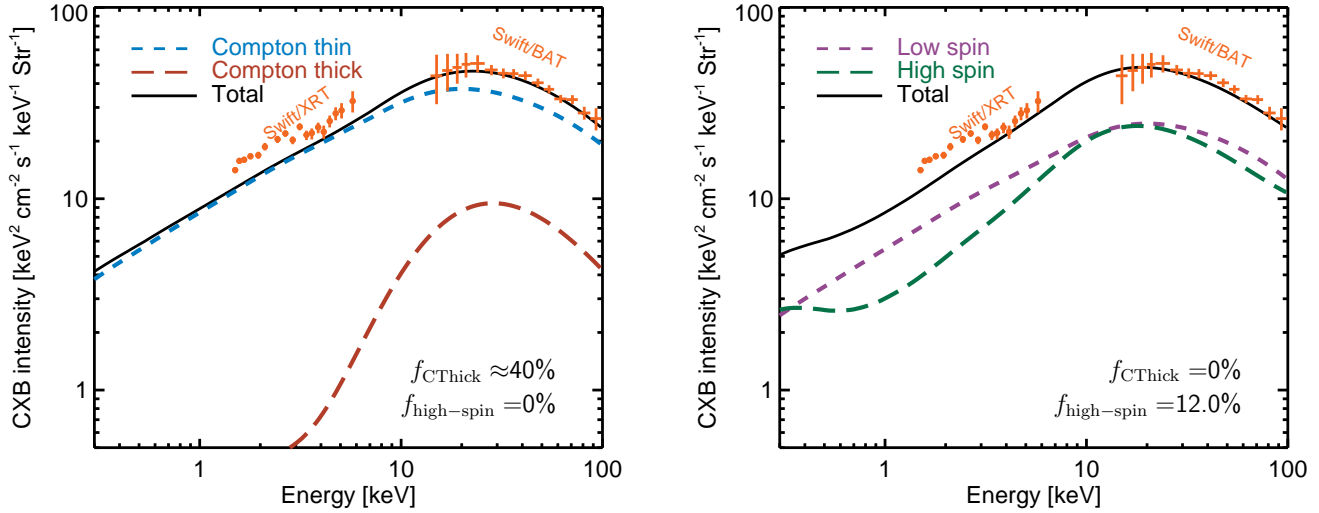 CXB intensity [keV² cm⁻² s⁻¹ keV⁻¹ Str⁻¹]
100
10
1
Compton thin
Compton thick
Total
Swift/XRT
Swift/BAT
f_CThick ≈40%
f_high−spin =0%
1 10 100
Energy [keV]
CXB intensity [keV² cm⁻² s⁻¹ keV⁻¹ Str⁻¹]
100
10
1
Low spin
High spin
Total
Swift/XRT
Swift/BAT
f_CThick =0%
f_high−spin =12.0%
1 10 100
Energy [keV]